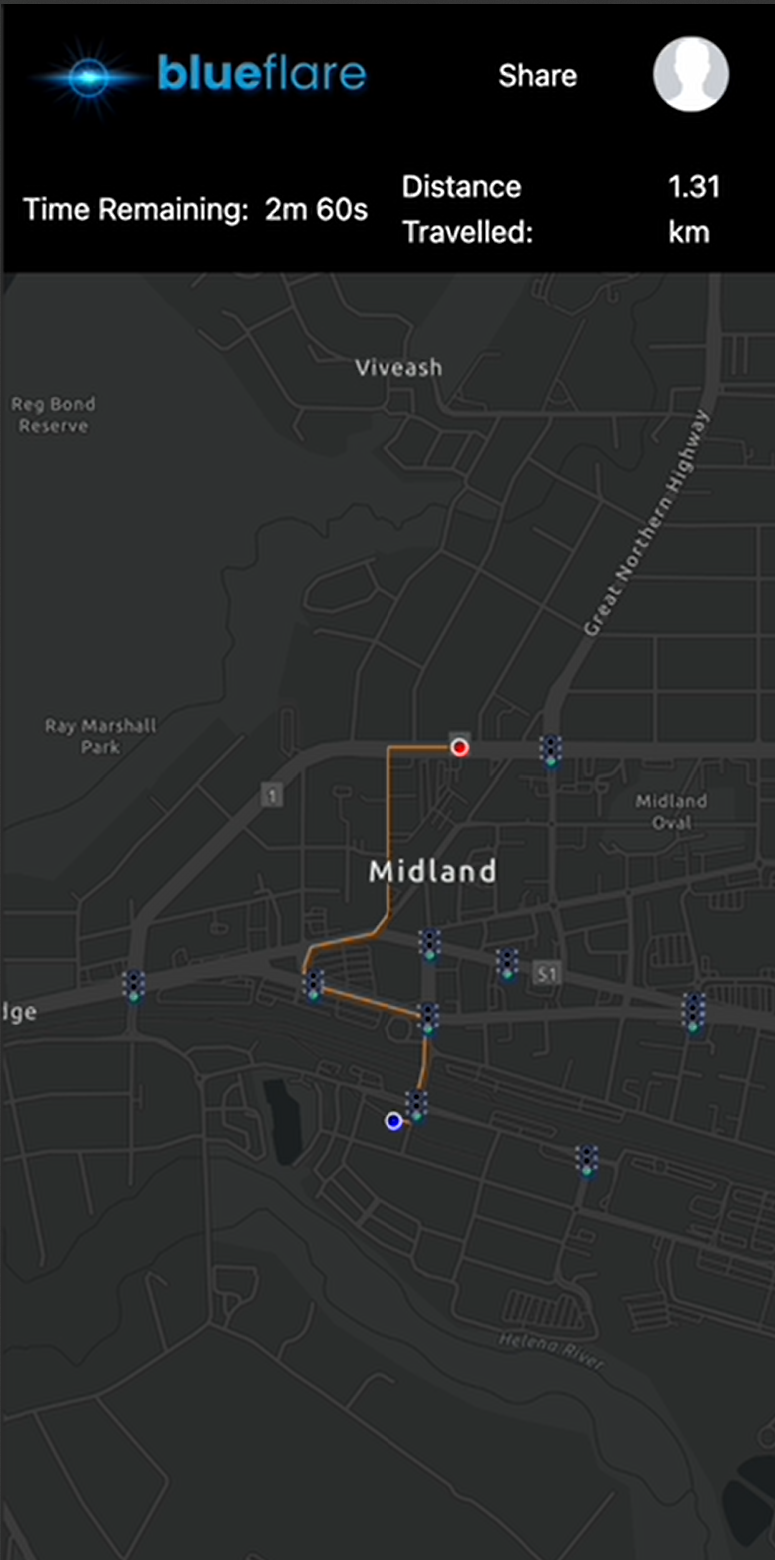 blueflare
Share
Time Remaining: 2m 60s
Distance Travelled:
1.31 km
Viveash
Reg Bond
Reserve
Great Northern Highway
Ray Marshall
Park
1
Midland
Oval
Midland
51
dge
Helena River